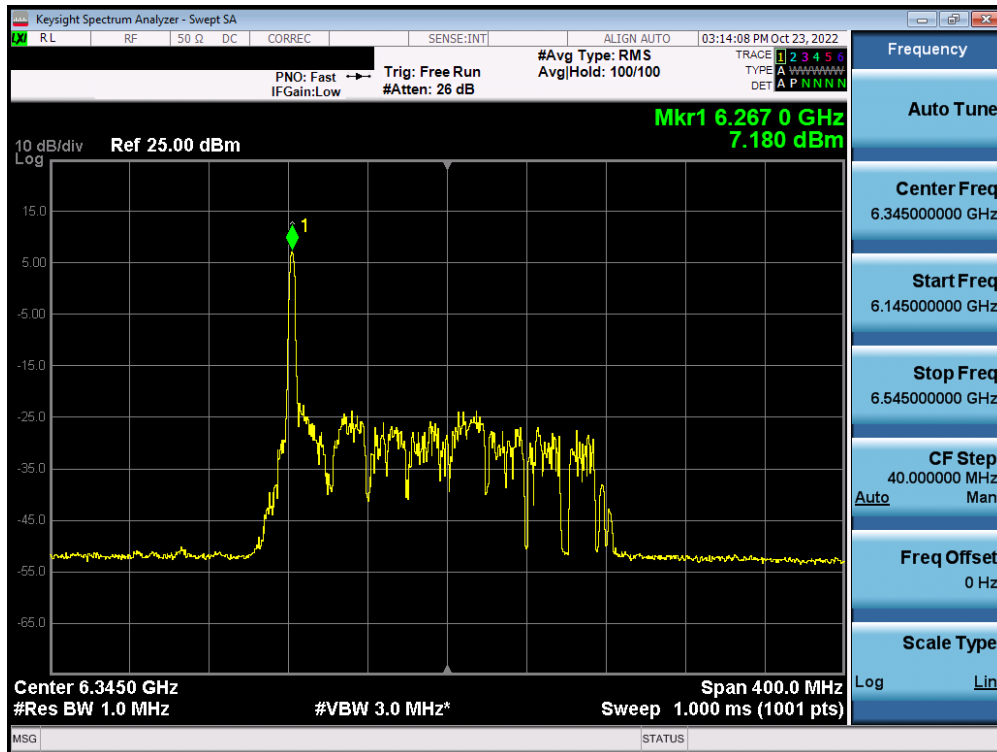 Keysight Spectrum Analyzer - Swept SA
LXI RL RF 50 Ω DC CORREC SENSE:INT ALIGN AUTO 03:14:08 PM Oct 23, 2022
PNO: Fast
IFGain:Low
Trig: Free Run
#Atten: 26 dB
#Avg Type: RMS
Avg|Hold: 100/100
TRACE 1 2 3 4 5 6
TYPE A WWWWW
DET A P N N N N
Mkr1 6.267 0 GHz
7.180 dBm
10 dB/div Ref 25.00 dBm
Log
1
15.0
5.00
-5.00
-15.0
-25.0
-35.0
-45.0
-55.0
-65.0
Center 6.3450 GHz Span 400.0 MHz
#Res BW 1.0 MHz #VBW 3.0 MHz* Sweep 1.000 ms (1001 pts)
MSG STATUS
Frequency
Auto Tune
Center Freq
6.345000000 GHz
Start Freq
6.145000000 GHz
Stop Freq
6.545000000 GHz
CF Step
40.000000 MHz
Auto Man
Freq Offset
0 Hz
Scale Type
Log Lin